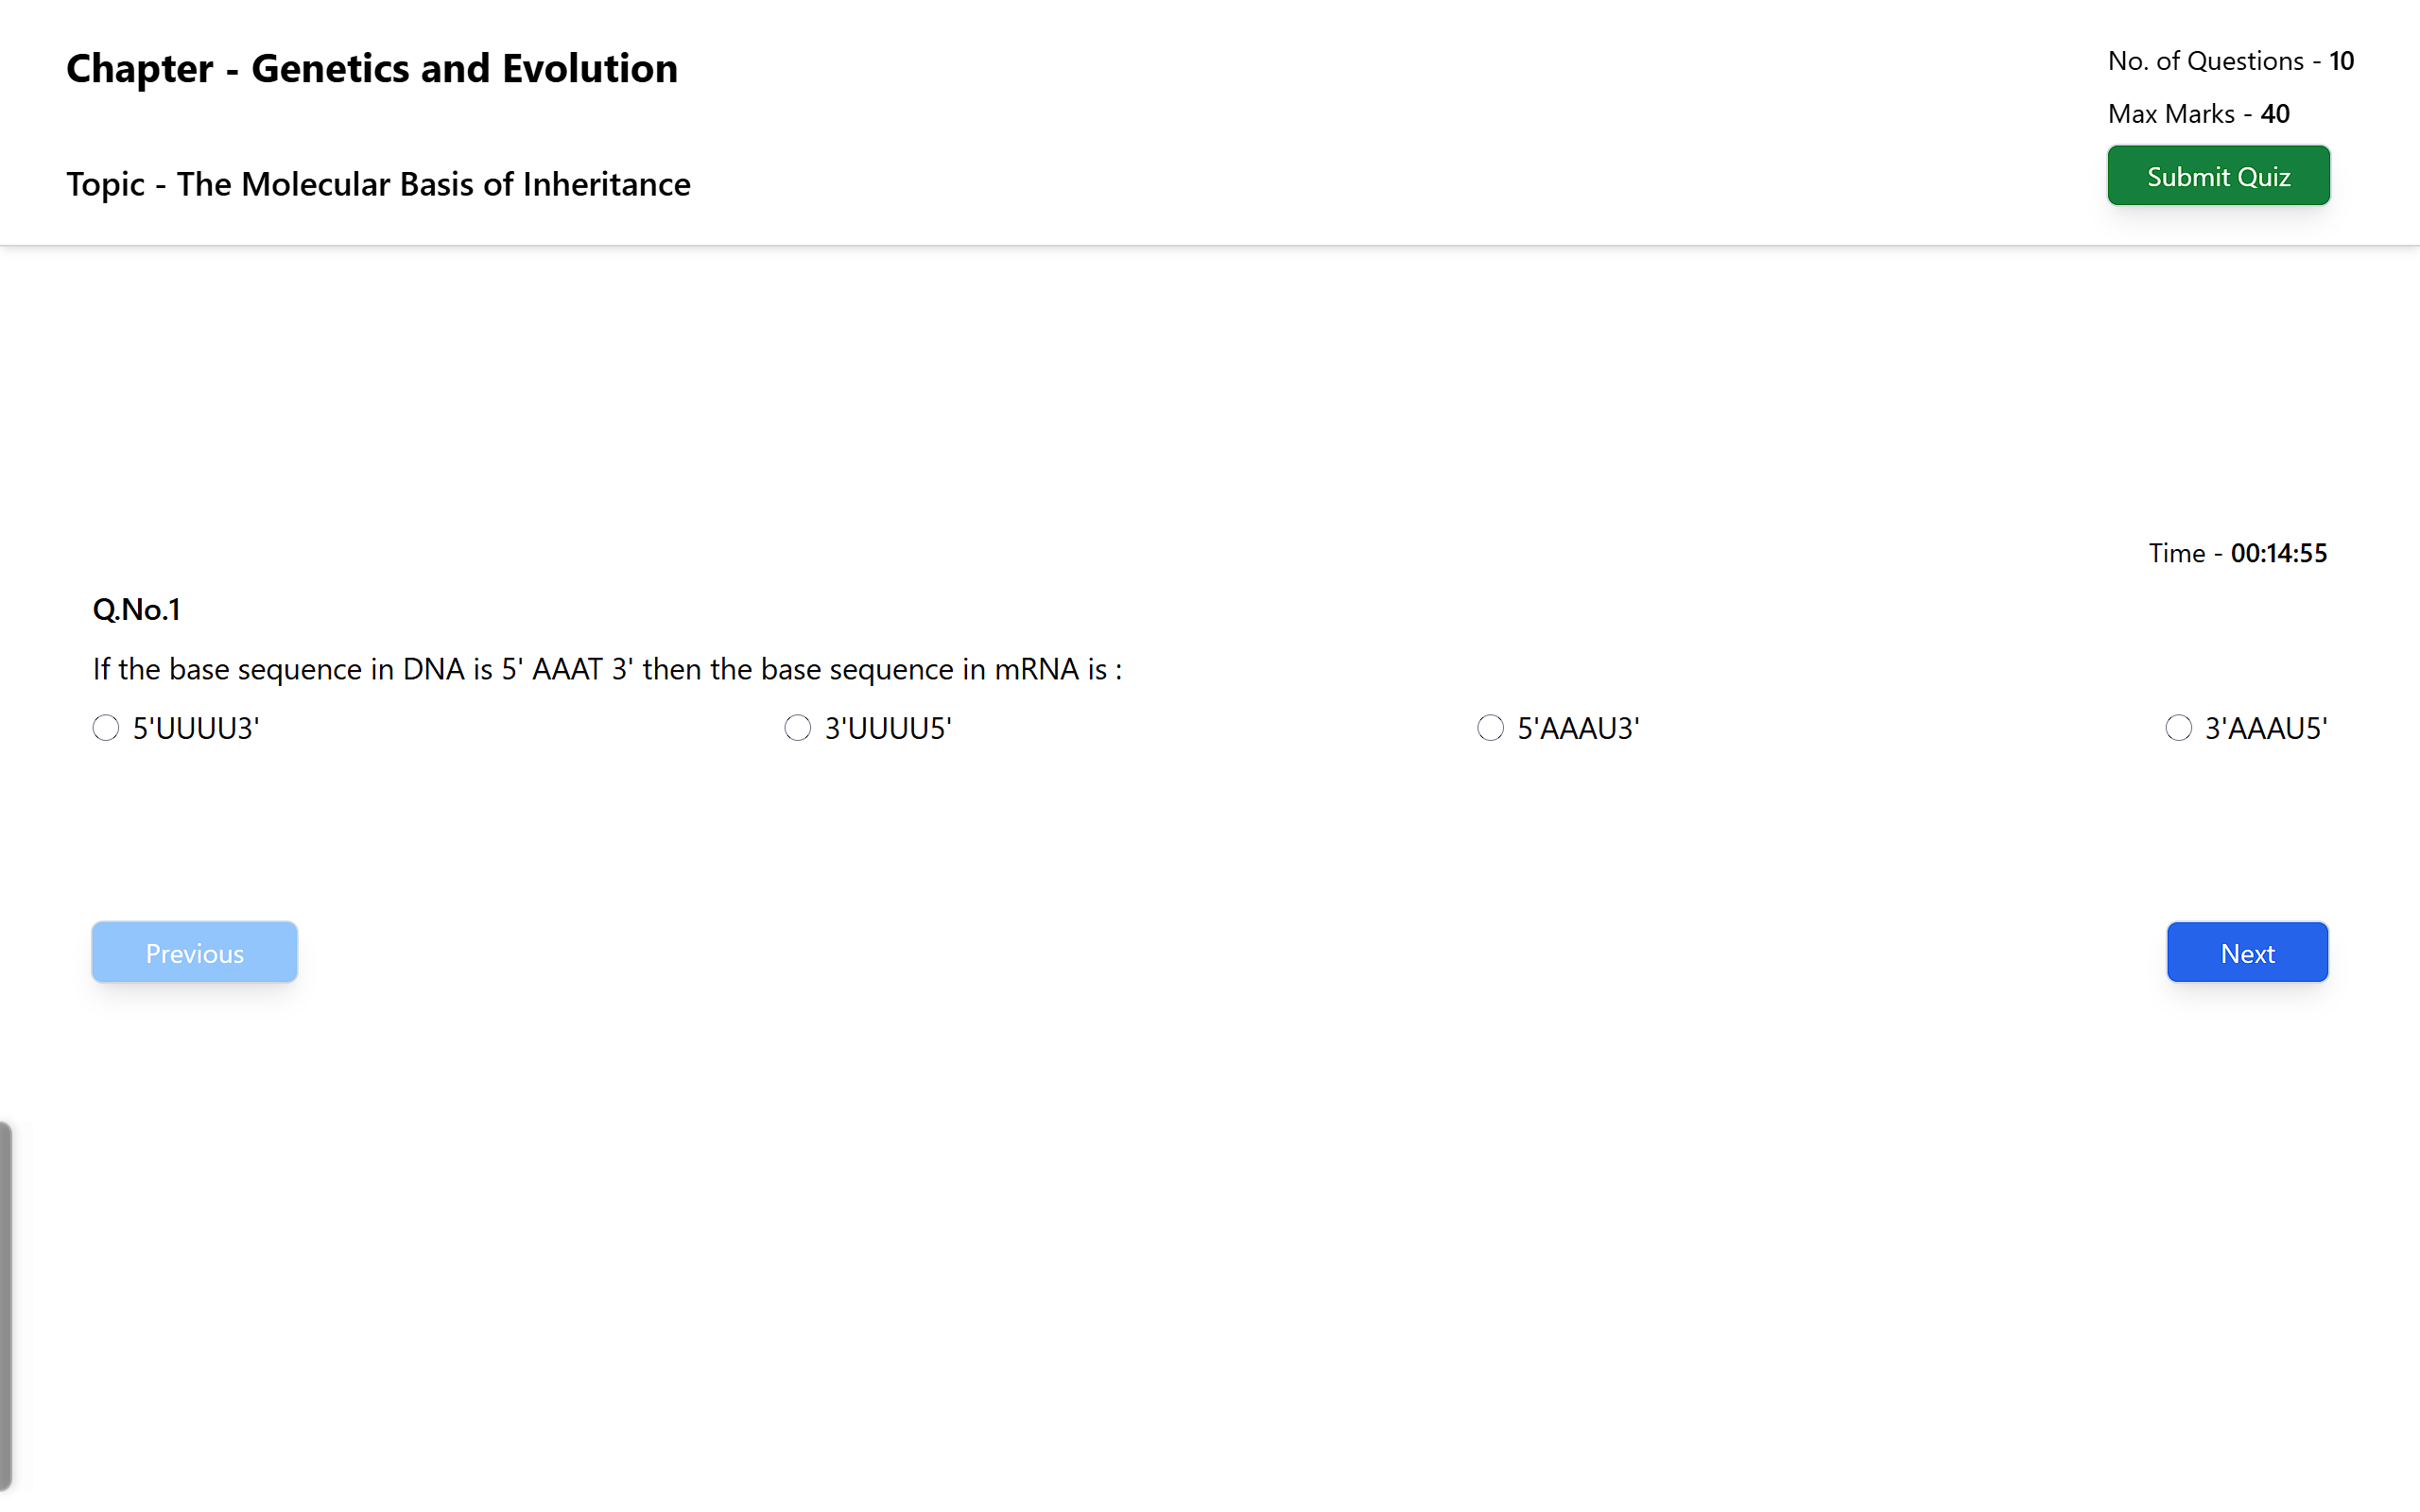 Chapter - Genetics and Evolution
Topic - The Molecular Basis of Inheritance
No. of Questions - 10
Max Marks - 40
Submit Quiz
Time - 00:14:55
Q.No.1
If the base sequence in DNA is 5' AAAT 3' then the base sequence in mRNA is :
5'UUUU3'
3'UUUU5'
5'AAAU3'
3'AAAU5'
Previous
Next